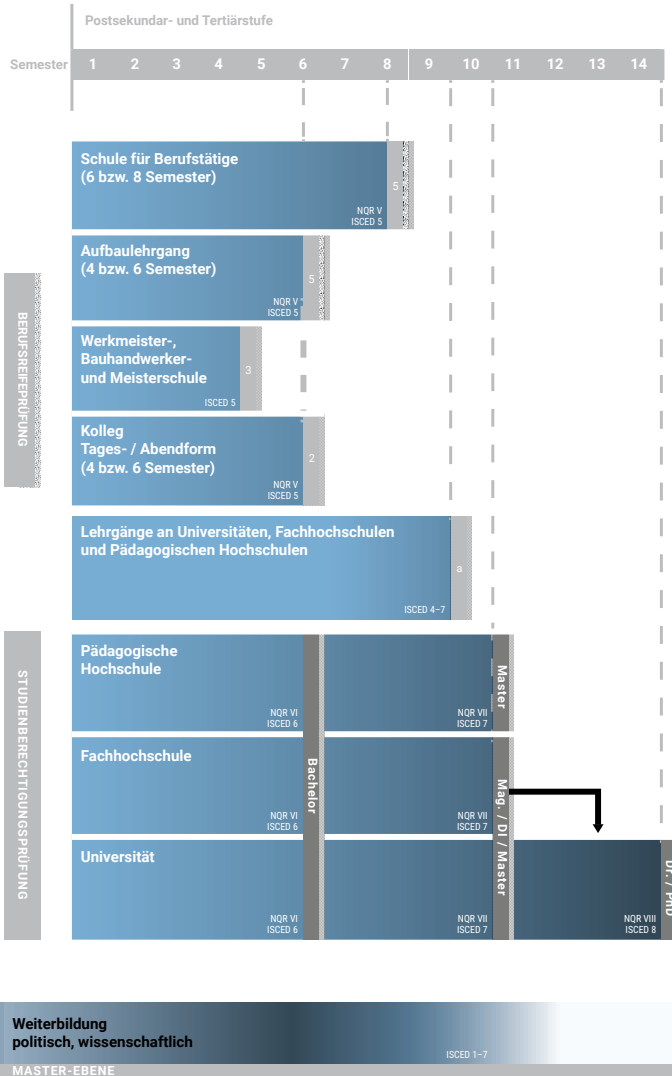 Postsekundar- und Tertiärstufe
Semester 1 2 3 4 5 6 7 8 9 10 11 12 13 14
Schule für Berufstätige
(6 bzw. 8 Semester)
5
NQR V
ISCED 5
Aufbaulehrgang
(4 bzw. 6 Semester)
5
NQR V
ISCED 5
BERUFSREIFEPRÜFUNG
Werkmeister-,
Bauhandwerker-
und Meisterschule
3
ISCED 5
Kolleg
Tages- / Abendform
(4 bzw. 6 Semester)
2
NQR V
ISCED 5
Lehrgänge an Universitäten, Fachhochschulen
und Pädagogischen Hochschulen
a
ISCED 4–7
STUDIENBERECHTIGUNGSPRÜFUNG
Pädagogische
Hochschule
NQR VI
ISCED 6
NQR VII
ISCED 7
Master
Bachelor
Fachhochschule
NQR VI
ISCED 6
NQR VII
ISCED 7
Mag. / DI / Master
Universität
NQR VI
ISCED 6
NQR VII
ISCED 7
NQR VIII
ISCED 8
Dr. / PhD
Weiterbildung
politisch, wissenschaftlich
ISCED 1–7
MASTER-EBENE